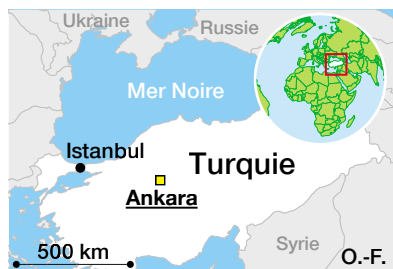 Ukraine
Russie
Mer Noire
Istanbul
Turquie
Ankara
Syrie
500 km
O.-F.